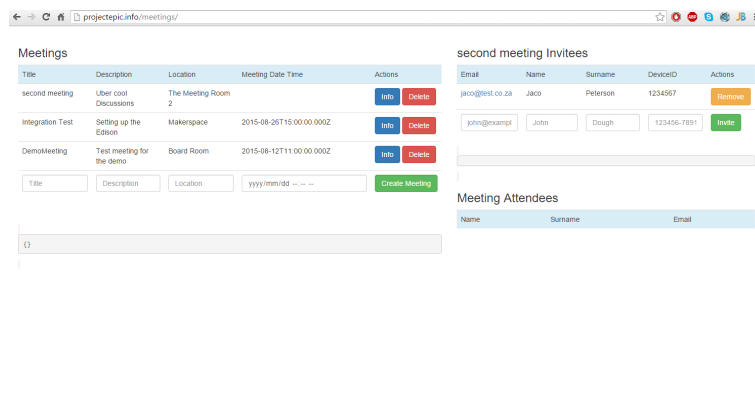 projectepic.info/meetings/
Meetings
Title Description Location Meeting Date Time Actions
second meeting Uber cool Discussions The Meeting Room 2 Info Delete
Integration Test Setting up the Edison Makerspace 2015-08-26T15:00:00.000Z Info Delete
DemoMeeting Test meeting for the demo Board Room 2015-08-12T11:00:00.000Z Info Delete
Title Description Location yyyy/mm/dd --:-- -- Create Meeting
{}
second meeting Invitees
Email Name Surname DeviceID Actions
jaco@test.co.za Jaco Peterson 1234567 Remove
john@exampl John Dough 123456-7891 Invite
Meeting Attendees
Name Surname Email